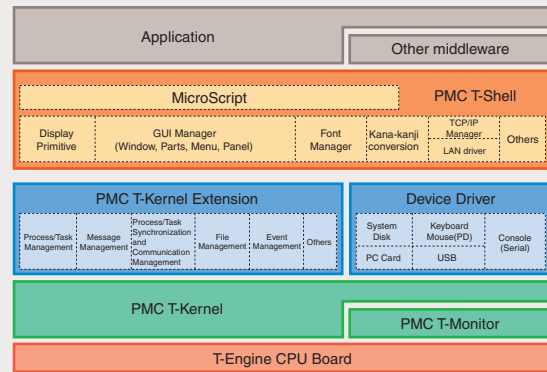 Application
Other middleware
MicroScript
PMC T-Shell
Display
Primitive
GUI Manager
(Window, Parts, Menu, Panel)
Font
Manager
Kana-kanji
conversion
TCP/IP
Manager
LAN driver
Others
PMC T-Kernel Extension
Process/Task
Management
Message
Management
Process/Task
Synchronization
and
Communication
Management
File
Management
Event
Management
Others
Device Driver
System
Disk
Keyboard
Mouse(PD)
Console
(Serial)
PC Card
USB
PMC T-Kernel
PMC T-Monitor
T-Engine CPU Board